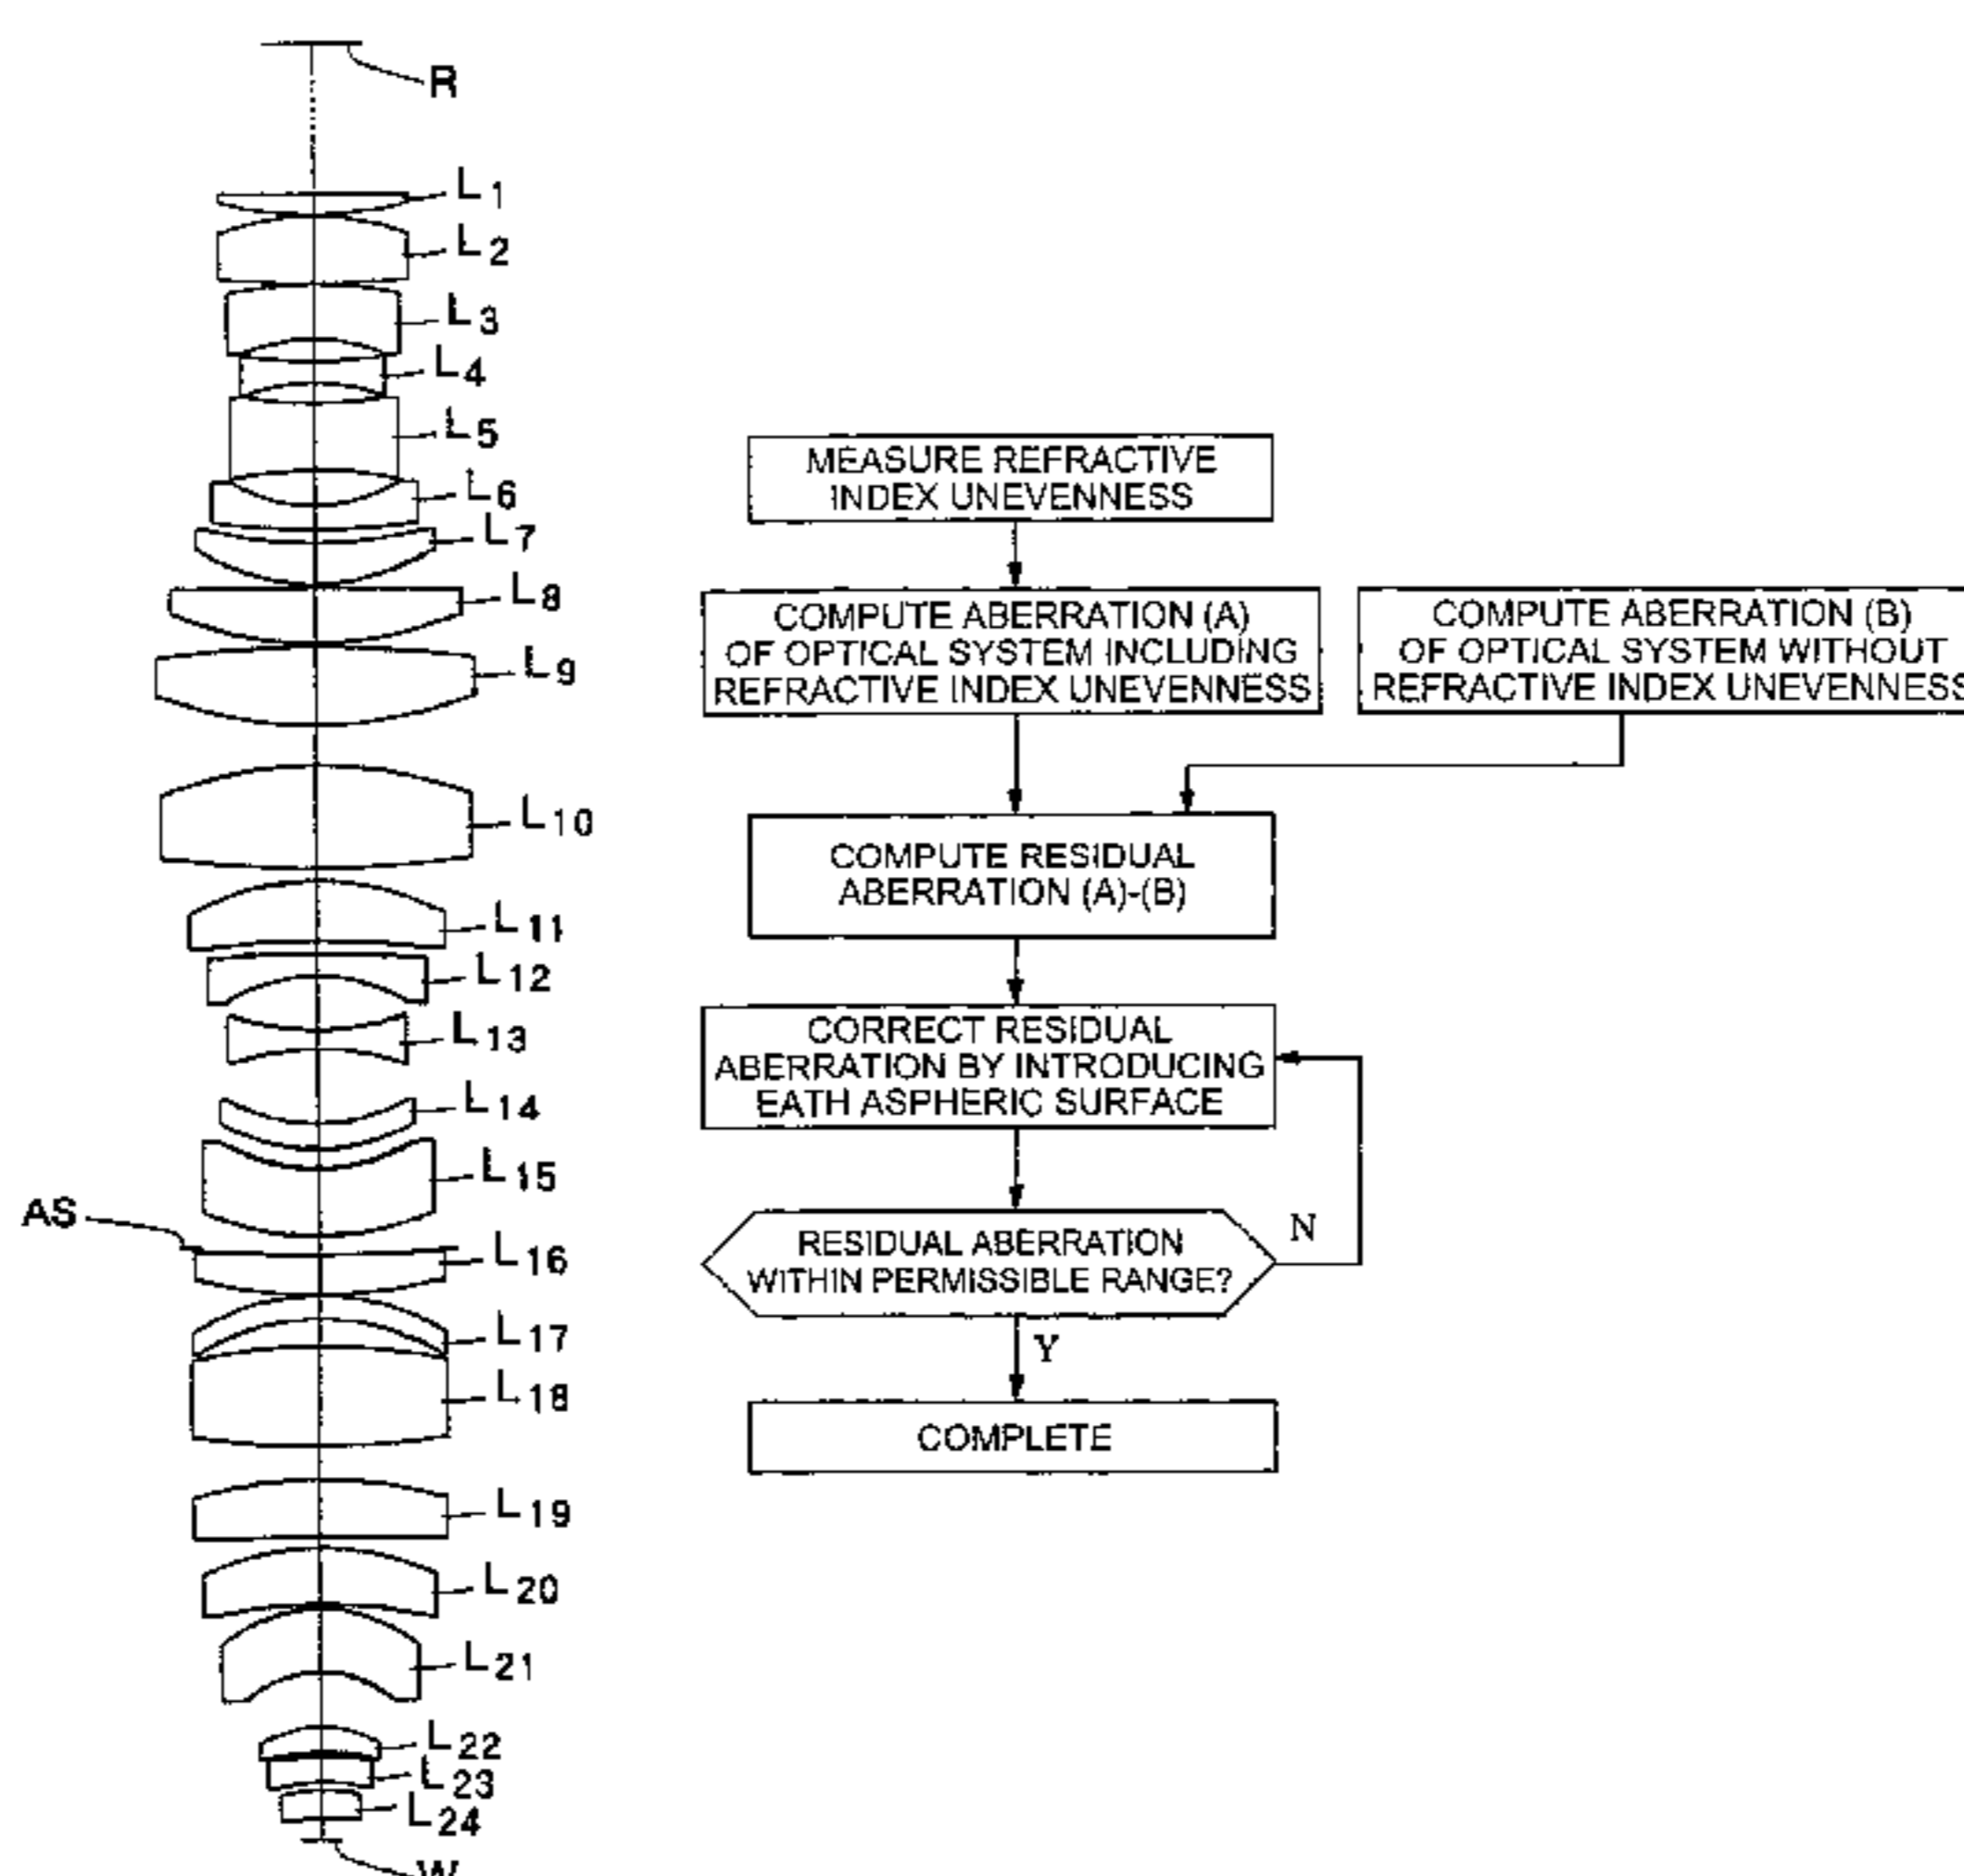 R
L1
L2
L3
L4
L5
L6
L7
L8
L9
L10
L11
L12
L13
L14
L15
AS
L16
L17
L18
L19
L20
L21
L22
L23
L24
W
MEASURE REFRACTIVE
INDEX UNEVENNESS
COMPUTE ABERRATION (A)
OF OPTICAL SYSTEM INCLUDING
REFRACTIVE INDEX UNEVENNESS
COMPUTE ABERRATION (B)
OF OPTICAL SYSTEM WITHOUT
REFRACTIVE INDEX UNEVENNESS
COMPUTE RESIDUAL
ABERRATION (A)-(B)
CORRECT RESIDUAL
ABERRATION BY INTRODUCING
EATH ASPHERIC SURFACE
RESIDUAL ABERRATION
WITHIN PERMISSIBLE RANGE?
N
Y
COMPLETE